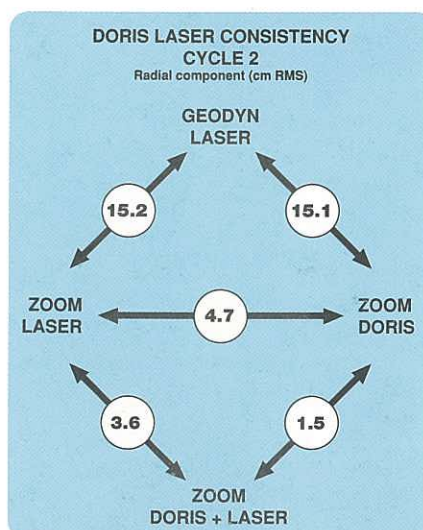 DORIS LASER CONSISTENCY
CYCLE 2
Radial component (cm RMS)
GEODYN
LASER
15.2
15.1
ZOOM
LASER
4.7
ZOOM
DORIS
3.6
1.5
ZOOM
DORIS + LASER